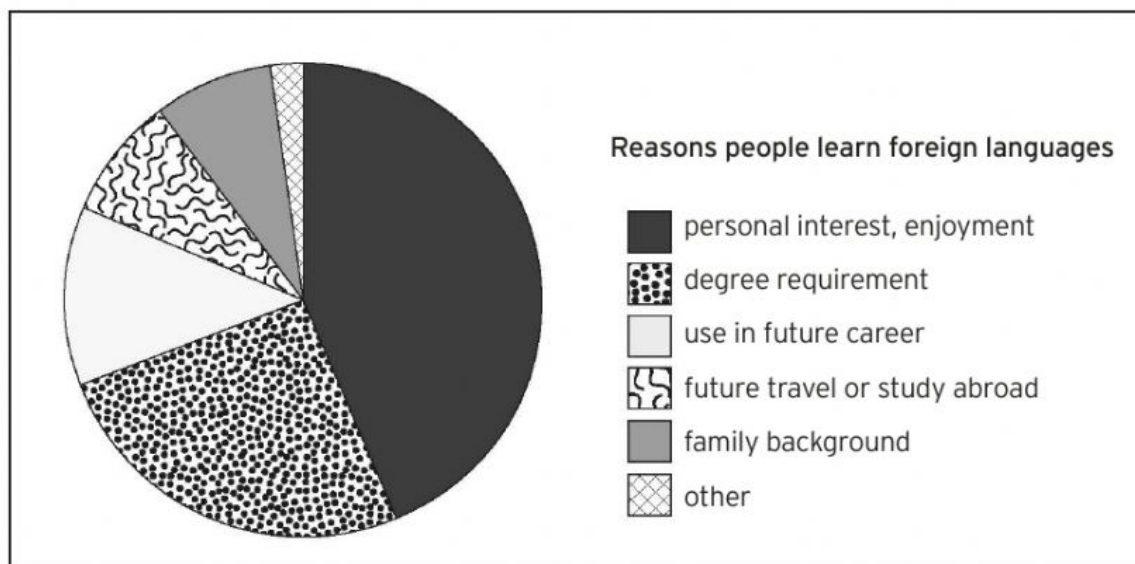 Reasons people learn foreign languages
personal interest, enjoyment
degree requirement
use in future career
future travel or study abroad
family background
other